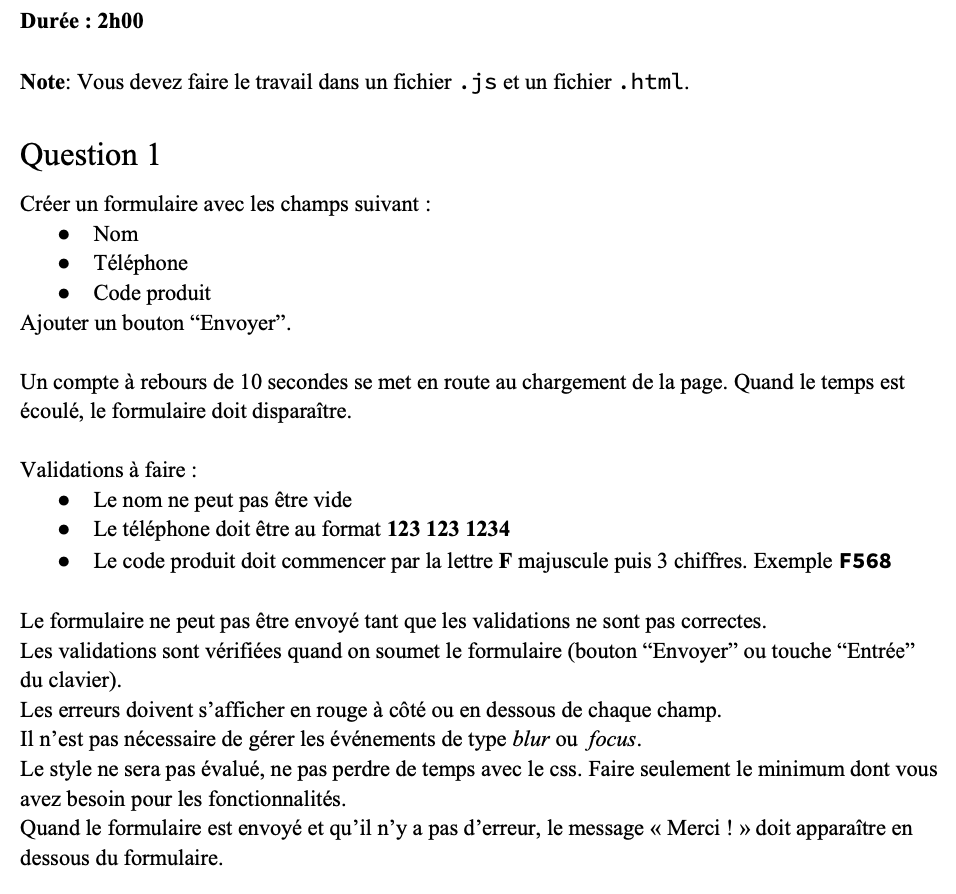 Durée : 2h00
Note: Vous devez faire le travail dans un fichier .js et un fichier .html.
Question 1
Créer un formulaire avec les champs suivant :
● Nom
● Téléphone
● Code produit
Ajouter un bouton “Envoyer”.
Un compte à rebours de 10 secondes se met en route au chargement de la page. Quand le temps est
écoulé, le formulaire doit disparaître.
Validations à faire :
● Le nom ne peut pas être vide
● Le téléphone doit être au format 123 123 1234
● Le code produit doit commencer par la lettre F majuscule puis 3 chiffres. Exemple F568
Le formulaire ne peut pas être envoyé tant que les validations ne sont pas correctes.
Les validations sont vérifiées quand on soumet le formulaire (bouton “Envoyer” ou touche “Entrée”
du clavier).
Les erreurs doivent s’afficher en rouge à côté ou en dessous de chaque champ.
Il n’est pas nécessaire de gérer les événements de type blur ou focus.
Le style ne sera pas évalué, ne pas perdre de temps avec le css. Faire seulement le minimum dont vous
avez besoin pour les fonctionnalités.
Quand le formulaire est envoyé et qu’il n’y a pas d’erreur, le message « Merci ! » doit apparaître en
dessous du formulaire.